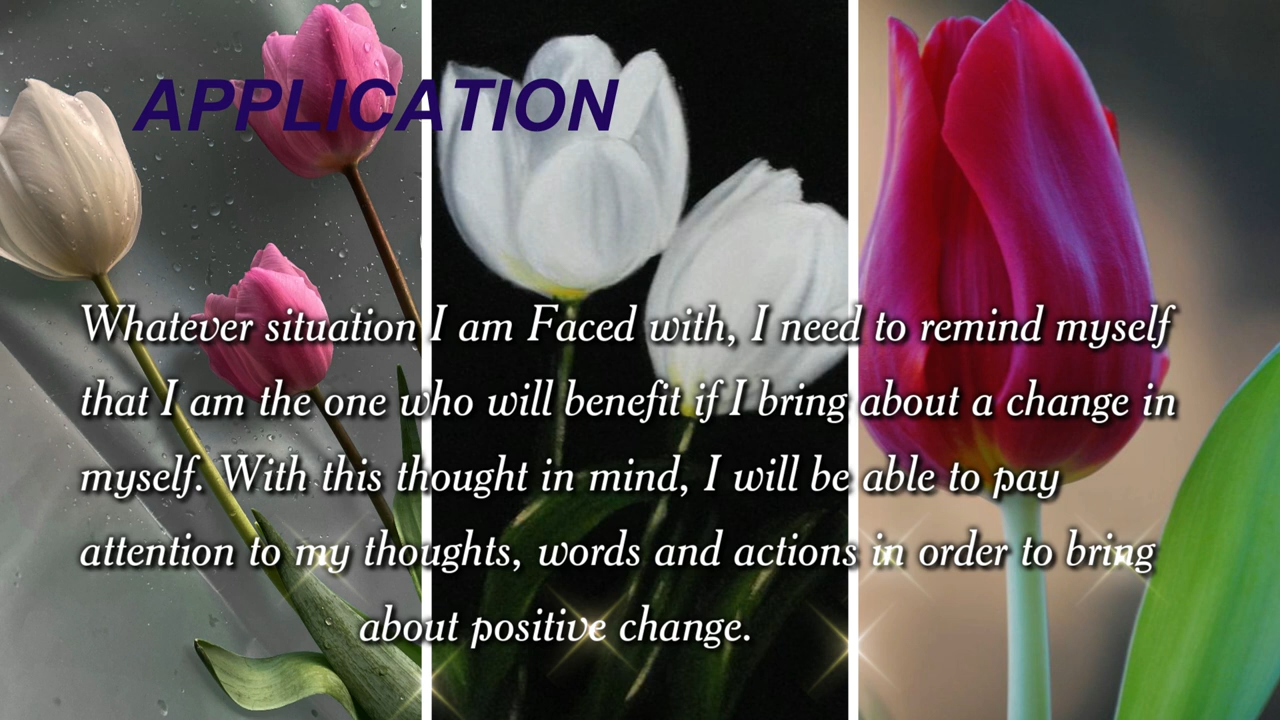 APPLICATION
Whatever situation I am Faced with, I need to remind myself
that I am the one who will benefit if I bring about a change in
myself. With this thought in mind, I will be able to pay
attention to my thoughts, words and actions in order to bring
about positive change.